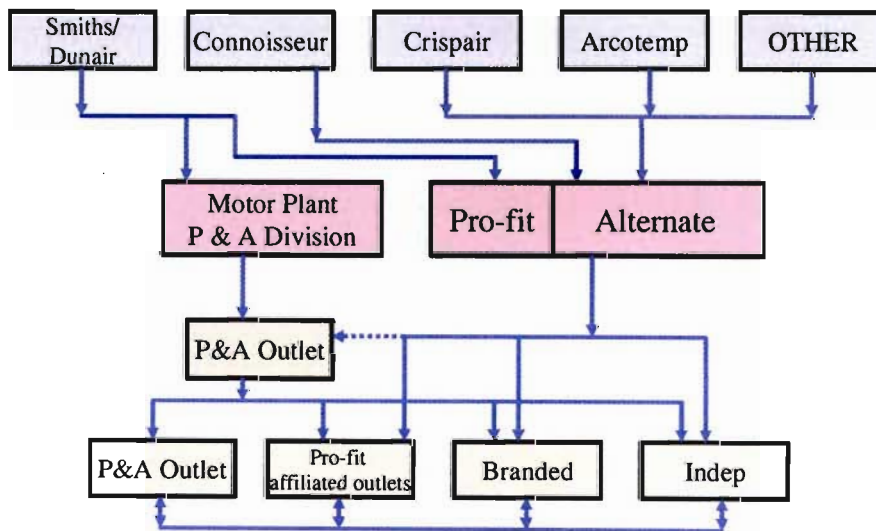 Smiths/
Dunair
Connoisseur
Crispair
Arcotemp
OTHER
Motor Plant
P & A Division
Pro-fit
Alternate
P&A Outlet
P&A Outlet
Pro-fit
affiliated outlets
Branded
Indep